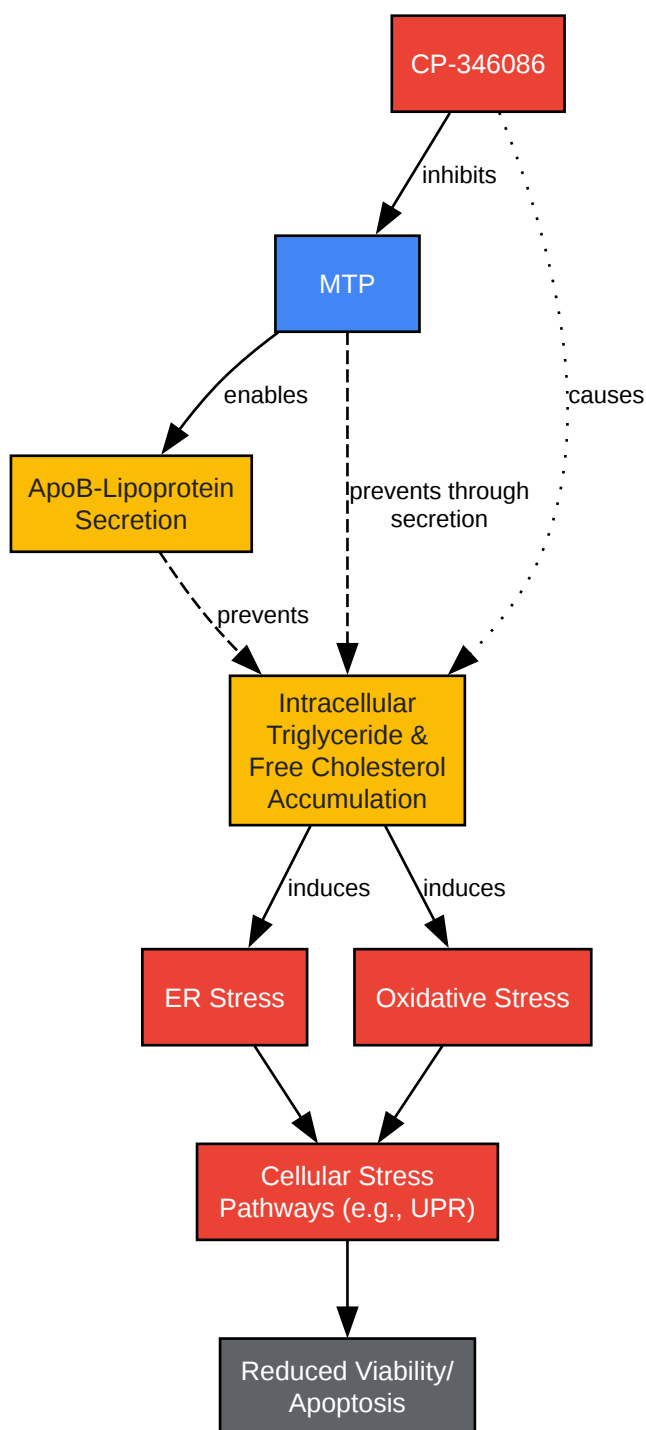 CP-346086
inhibits
MTP
enables
causes
prevents through
secretion
ApoB-Lipoprotein
Secretion
prevents
Intracellular
Triglyceride &
Free Cholesterol
Accumulation
induces
induces
ER Stress
Oxidative Stress
Cellular Stress
Pathways (e.g., UPR)
Reduced Viability/
Apoptosis